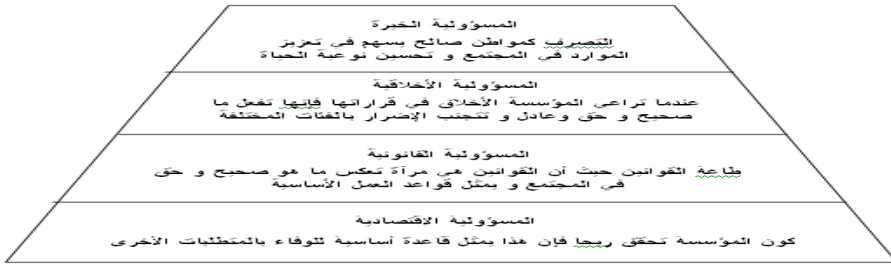 المسؤولية الخيرة
التصرف كمواطن صالح يسهم في تعزيز
الموارد في المجتمع و تحسين نوعية الحياة
المسؤولية الأخلاقية
عندما تراعي المؤسسة الأخلاق في قراراتها فإنها تفعل ما
صحيح و حق وعادل و تتجنب الإضرار بالفئات المختلفة
المسؤولية القانونية
طاعة القوانين حيث أن القوانين هي مرآة تعكس ما هو صحيح و حق
في المجتمع و يمثل قواعد العمل الأساسية
المسؤولية الاقتصادية
كون المؤسسة تحقق ربحا فإن هذا يمثل قاعدة أساسية للوفاء بالمتطلبات الأخرى